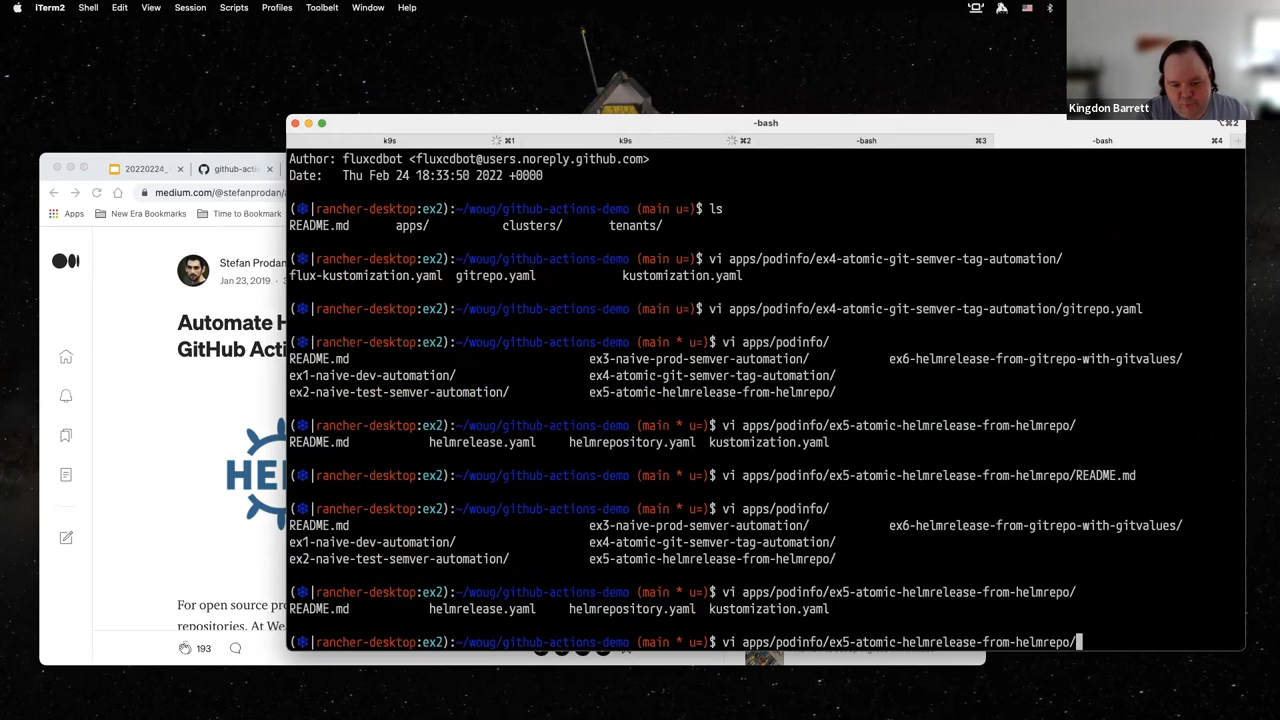 iTerm2 Shell Edit View Session Scripts Profiles Toolbelt Window Help
Kingdon Barrett
-bash
⌥⌘2
k9s ⌘1 k9s ⌘2 -bash ⌘3 -bash ⌘4
Author: fluxcdbot <fluxcdbot@users.noreply.github.com>
Date: Thu Feb 24 18:33:50 2022 +0000
(⎈|rancher-desktop:ex2):~/woug/github-actions-demo (main u=)$ ls
README.md apps/ clusters/ tenants/
(⎈|rancher-desktop:ex2):~/woug/github-actions-demo (main u=)$ vi apps/podinfo/ex4-atomic-git-semver-tag-automation/
flux-kustomization.yaml gitrepo.yaml kustomization.yaml
(⎈|rancher-desktop:ex2):~/woug/github-actions-demo (main u=)$ vi apps/podinfo/ex4-atomic-git-semver-tag-automation/gitrepo.yaml
(⎈|rancher-desktop:ex2):~/woug/github-actions-demo (main * u=)$ vi apps/podinfo/
README.md ex3-naive-prod-semver-automation/ ex6-helmrelease-from-gitrepo-with-gitvalues/
ex1-naive-dev-automation/ ex4-atomic-git-semver-tag-automation/
ex2-naive-test-semver-automation/ ex5-atomic-helmrelease-from-helmrepo/
(⎈|rancher-desktop:ex2):~/woug/github-actions-demo (main * u=)$ vi apps/podinfo/ex5-atomic-helmrelease-from-helmrepo/
README.md helmrelease.yaml helmrepository.yaml kustomization.yaml
(⎈|rancher-desktop:ex2):~/woug/github-actions-demo (main * u=)$ vi apps/podinfo/ex5-atomic-helmrelease-from-helmrepo/README.md
(⎈|rancher-desktop:ex2):~/woug/github-actions-demo (main * u=)$ vi apps/podinfo/
README.md ex3-naive-prod-semver-automation/ ex6-helmrelease-from-gitrepo-with-gitvalues/
ex1-naive-dev-automation/ ex4-atomic-git-semver-tag-automation/
ex2-naive-test-semver-automation/ ex5-atomic-helmrelease-from-helmrepo/
(⎈|rancher-desktop:ex2):~/woug/github-actions-demo (main * u=)$ vi apps/podinfo/ex5-atomic-helmrelease-from-helmrepo/
README.md helmrelease.yaml helmrepository.yaml kustomization.yaml
(⎈|rancher-desktop:ex2):~/woug/github-actions-demo (main * u=)$ vi apps/podinfo/ex5-atomic-helmrelease-from-helmrepo/
20220224_ github-acti
medium.com/@stefanprodan/a
Apps New Era Bookmarks Time to Bookmark
Stefan Proda
Jan 23, 2019
Automate H
GitHub Acti
HE
For open source pr
repositories. At We
193